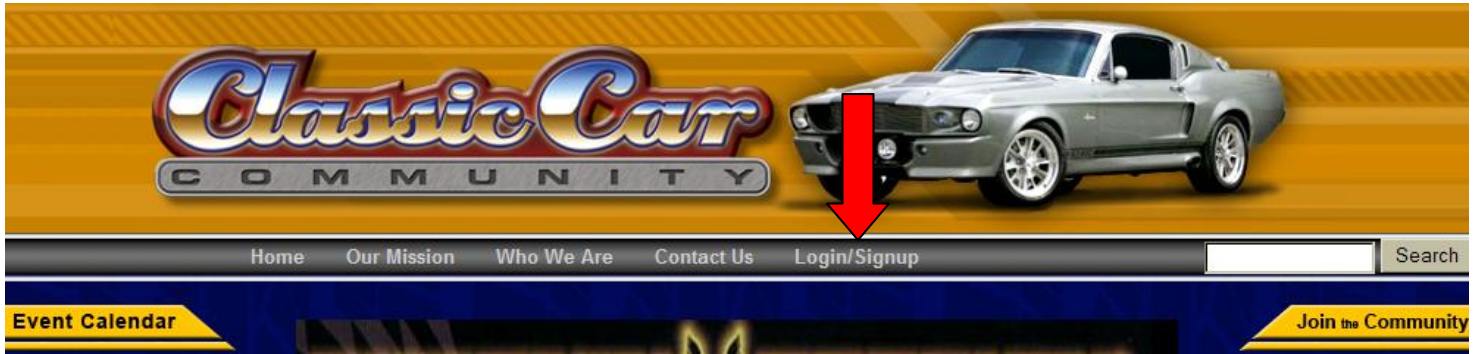 Classic Car
COMMUNITY
Home Our Mission Who We Are Contact Us Login/Signup Search
Event Calendar Join the Community